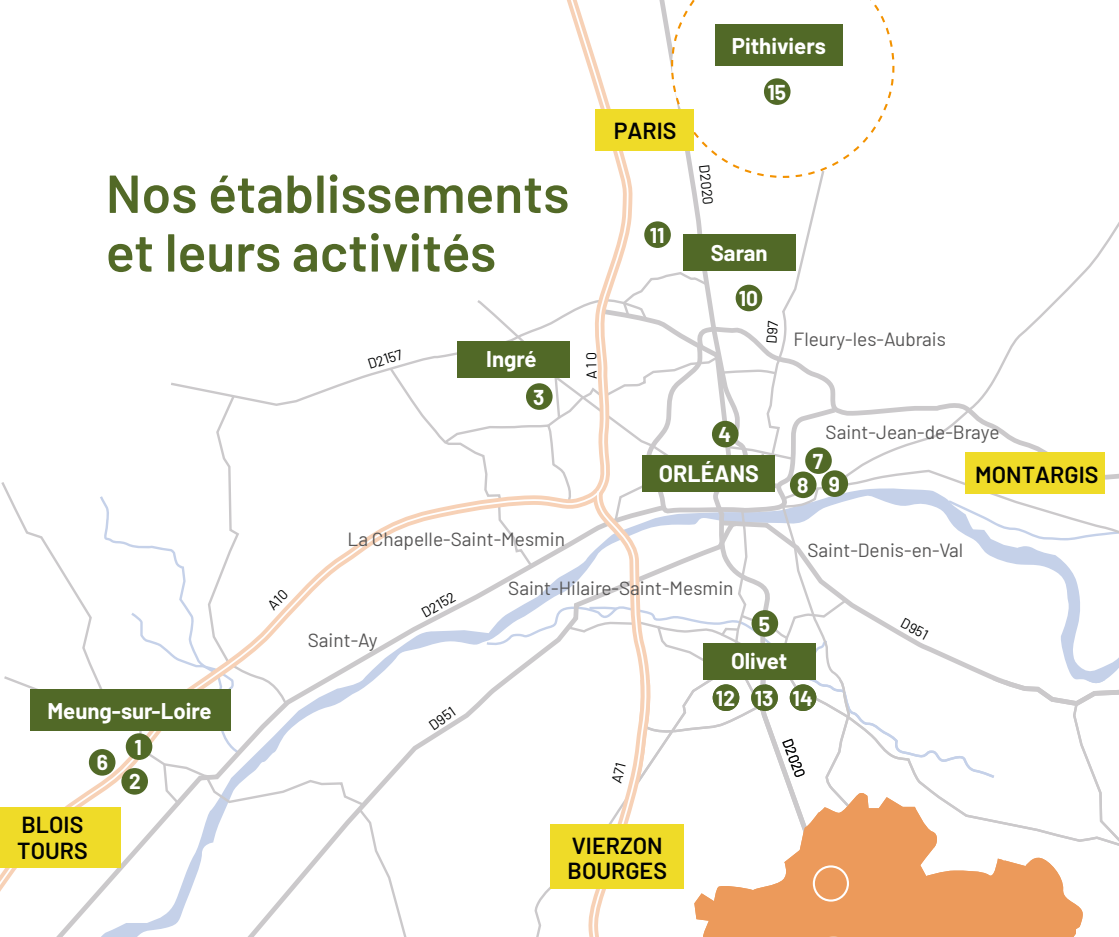 Pithiviers
15
PARIS
D2020
Nos établissements
et leurs activités
11
Saran
10
D97
Fleury-les-Aubrais
D2157
Ingré
A10
3
4
Saint-Jean-de-Braye
ORLÉANS
7
8
9
MONTARGIS
La Chapelle-Saint-Mesmin
Saint-Denis-en-Val
Saint-Hilaire-Saint-Mesmin
A10
D2152
Saint-Ay
5
D951
Olivet
12
13
14
Meung-sur-Loire
D951
1
6
2
A71
D2020
BLOIS
TOURS
VIERZON
BOURGES